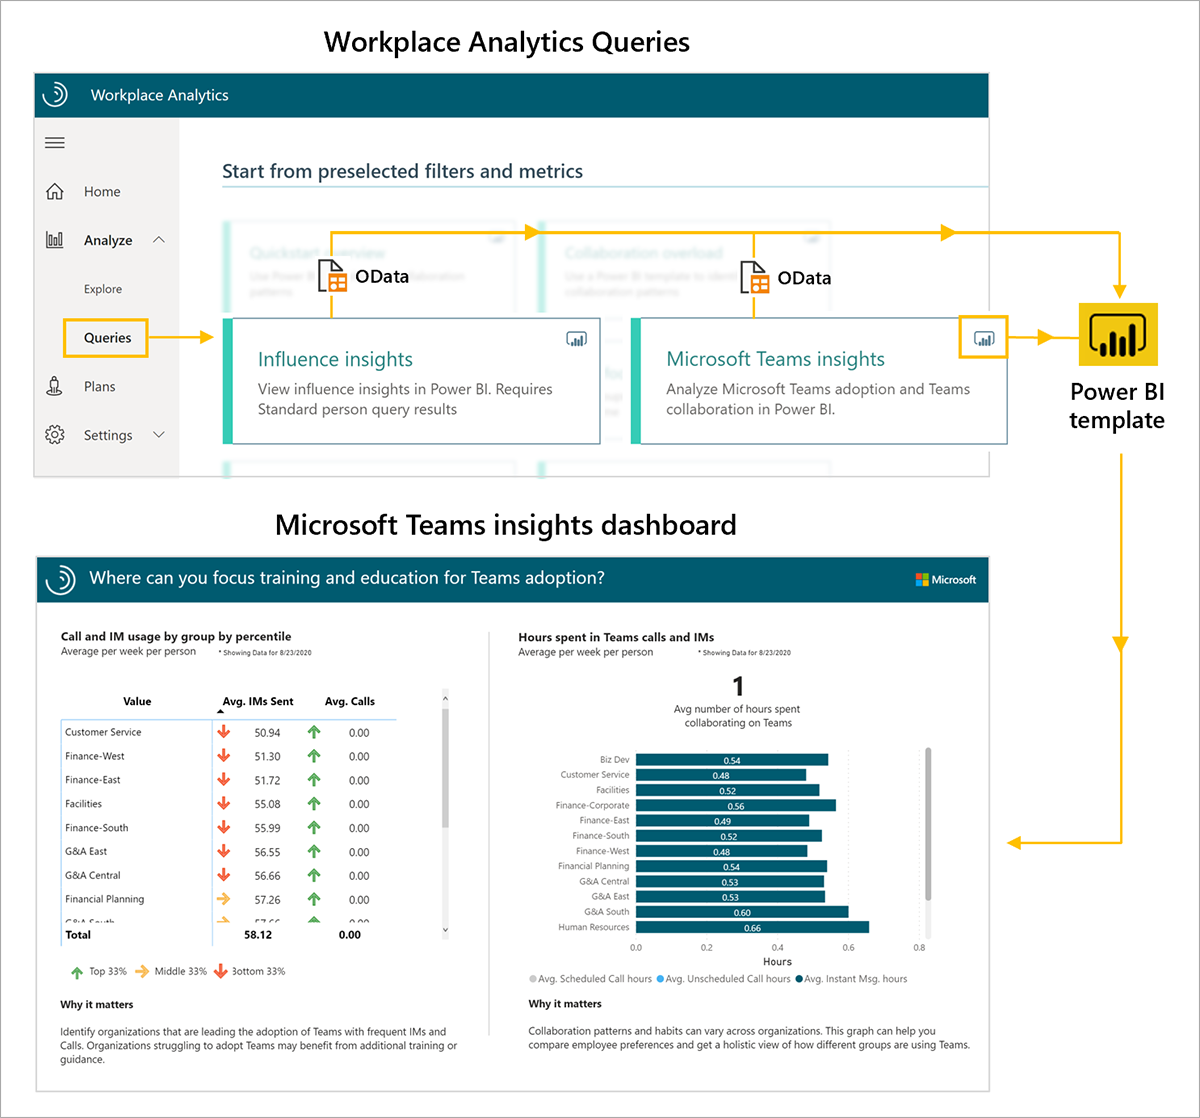 Workplace Analytics Queries
Workplace Analytics
Home
Analyze
Explore
Queries
Plans
Settings
Start from preselected filters and metrics
Quickstart overview
Collaboration overload
OData
OData
Influence insights
View influence insights in Power BI. Requires
Standard person query results
Microsoft Teams insights
Analyze Microsoft Teams adoption and Teams
collaboration in Power BI.
Power BI
template
Microsoft Teams insights dashboard
Where can you focus training and education for Teams adoption?
Microsoft
Call and IM usage by group by percentile
Average per week per person * Showing Data for 8/23/2020
Value Avg. IMs Sent Avg. Calls
Customer Service 50.94 0.00
Finance-West 51.30 0.00
Finance-East 51.72 0.00
Facilities 55.08 0.00
Finance-South 55.99 0.00
G&A East 56.55 0.00
G&A Central 56.66 0.00
Financial Planning 57.26 0.00
G&A South 57.66 0.00
Total 58.12 0.00
Top 33% Middle 33% 3ottom 33%
Why it matters
Identify organizations that are leading the adoption of Teams with frequent IMs and
Calls. Organizations struggling to adopt Teams may benefit from additional training or
guidance.
Hours spent in Teams calls and IMs
Average per week per person * Showing Data for 8/23/2020
1
Avg number of hours spent
collaborating on Teams
Biz Dev 0.54
Customer Service 0.48
Facilities 0.52
Finance-Corporate 0.56
Finance-East 0.49
Finance-South 0.52
Finance-West 0.48
Financial Planning 0.54
G&A Central 0.53
G&A East 0.53
G&A South 0.60
Human Resources 0.66
0.0 0.2 0.4 0.6 0.8
Hours
Avg. Scheduled Call hours Avg. Unscheduled Call hours Avg. Instant Msg. hours
Why it matters
Collaboration patterns and habits can vary across organizations. This graph can help you
compare employee preferences and get a holistic view of how different groups are using Teams.